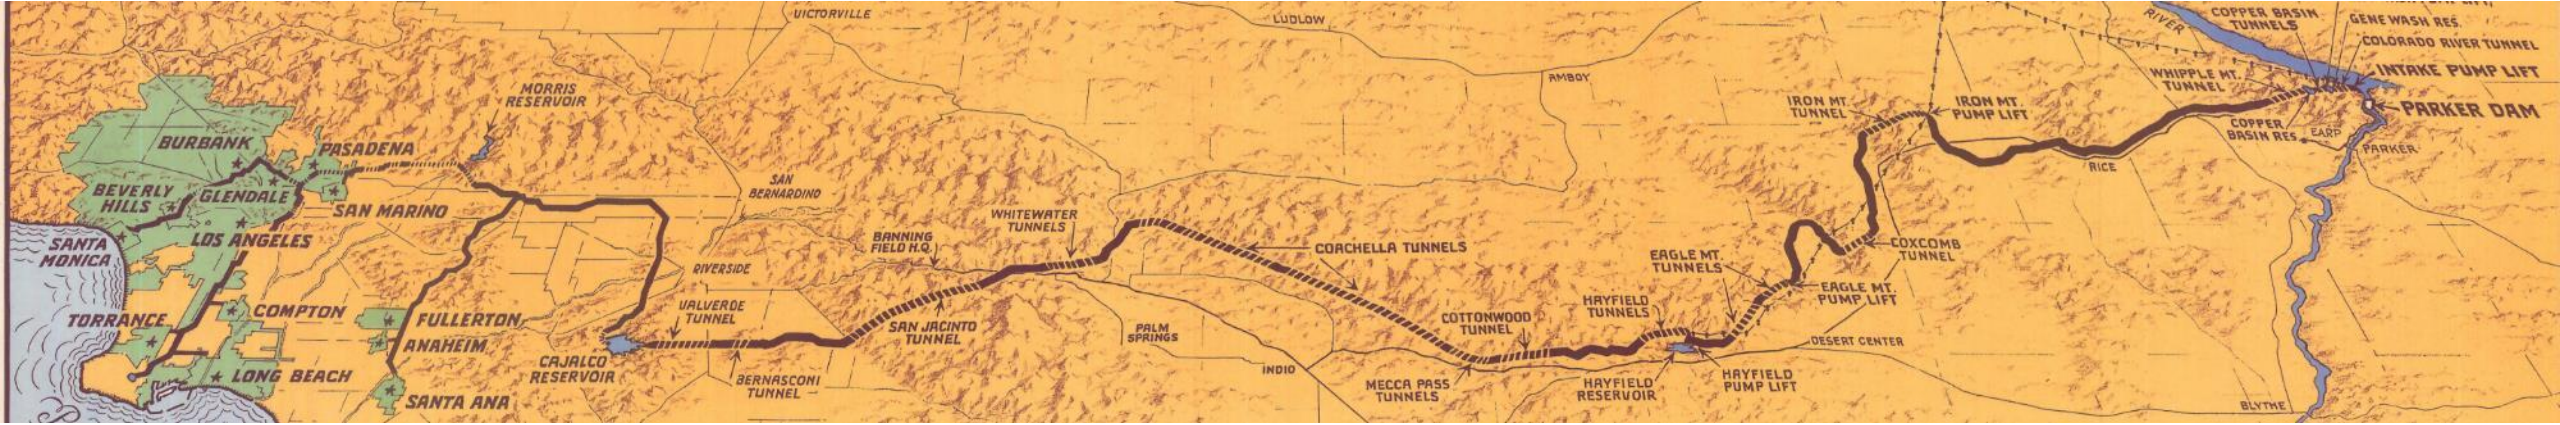 VICTORVILLE
LUDLOW
RIVER
COPPER BASIN
TUNNELS
GENE WASH RES.
COLORADO RIVER TUNNEL
INTAKE PUMP LIFT
AMBOY
WHIPPLE MT.
TUNNEL
MORRIS
RESERVOIR
IRON MT.
TUNNEL
IRON MT.
PUMP LIFT
PARKER DAM
COPPER
BASIN RES.
EARP
PARKER
BURBANK
PASADENA
RICE
BEVERLY
HILLS
GLENDALE
SAN
BERNARDINO
SAN MARINO
WHITEWATER
TUNNELS
SANTA
MONICA
LOS ANGELES
BANNING
FIELD H.Q.
COACHELLA TUNNELS
COXCOMB
TUNNEL
EAGLE MT.
TUNNELS
RIVERSIDE
EAGLE MT.
PUMP LIFT
VALVERDE
TUNNEL
HAYFIELD
TUNNELS
COMPTON
TORRANCE
FULLERTON
COTTONWOOD
TUNNEL
SAN JACINTO
TUNNEL
PALM
SPRINGS
ANAHEIM
DESERT CENTER
CAJALCO
RESERVOIR
INDIO
LONG BEACH
BERNASCONI
TUNNEL
MECCA PASS
TUNNELS
HAYFIELD
RESERVOIR
HAYFIELD
PUMP LIFT
SANTA ANA
BLYTHE